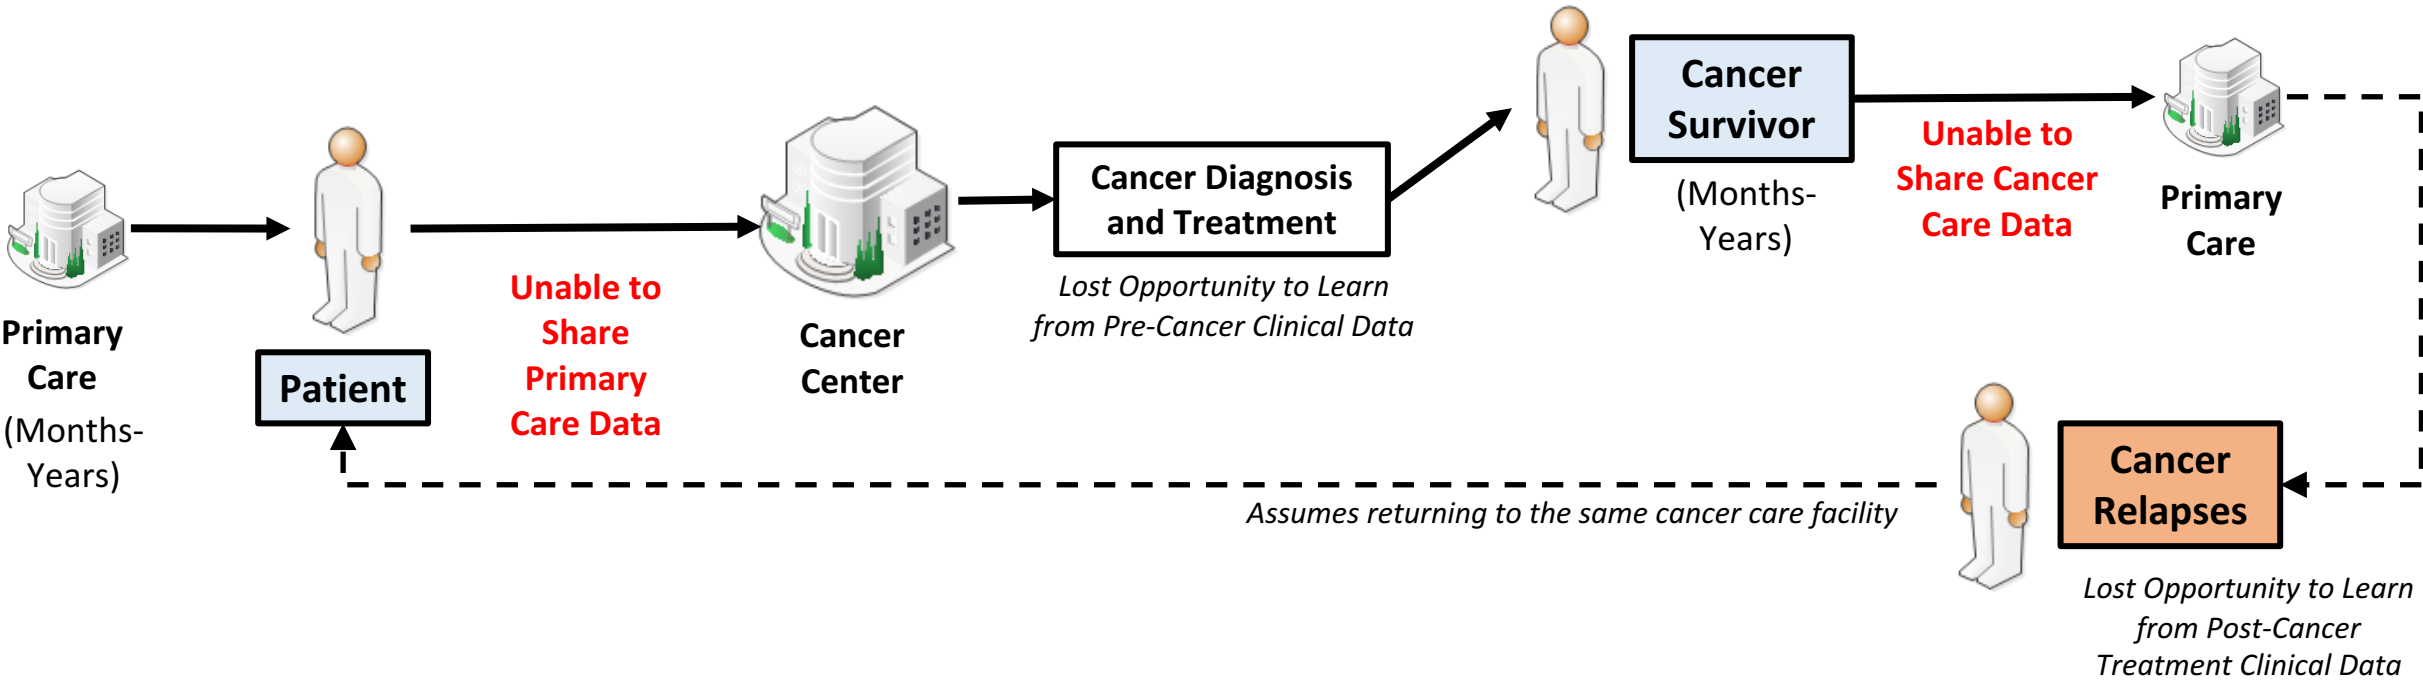 Primary
Care
(Months-
Years)
Patient
Unable to
Share
Primary
Care Data
Cancer
Center
Cancer Diagnosis
and Treatment
Lost Opportunity to Learn
from Pre-Cancer Clinical Data
Cancer
Survivor
(Months-
Years)
Unable to
Share Cancer
Care Data
Primary
Care
Cancer
Relapses
Lost Opportunity to Learn
from Post-Cancer
Treatment Clinical Data
Assumes returning to the same cancer care facility